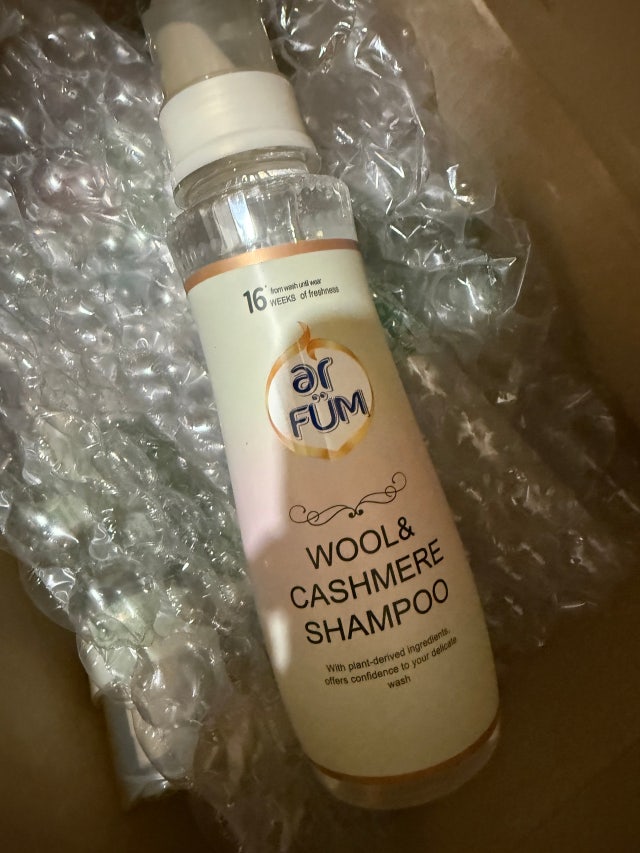 16* from wash until wear
WEEKS of freshness
ar
FÜM
WOOL&
CASHMERE
SHAMPOO
With plant-derived ingredients,
offers confidence to your delicate
wash